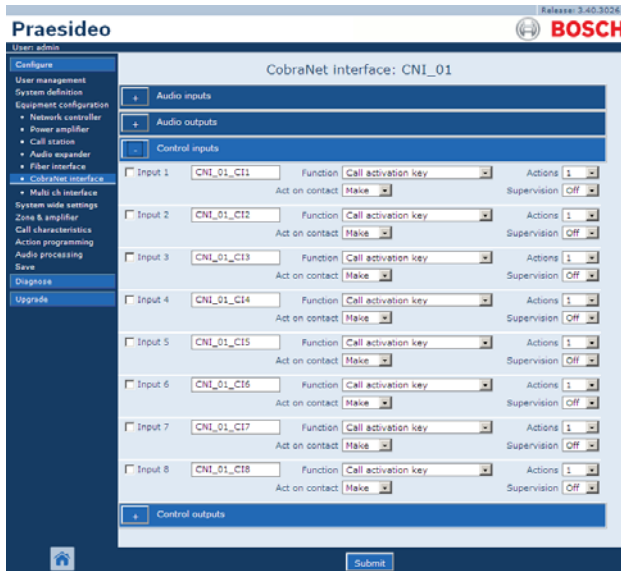 Release: 3.40.3024
Praesideo
BOSCH
User: admin
Configure
User management
System definition
Equipment configuration
• Network controller
• Power amplifier
• Call station
• Audio expander
• Fiber interface
• CobraNet interface
• Multi ch interface
System wide settings
Zone & amplifier
Call characteristics
Action programming
Audio processing
Save
Diagnose
Upgrade
CobraNet interface: CNI_01
+ Audio inputs
+ Audio outputs
- Control inputs
Input 1 CNI_01_CI1 Function Call activation key Actions 1
Act on contact Make Supervision Off
Input 2 CNI_01_CI2 Function Call activation key Actions 1
Act on contact Make Supervision Off
Input 3 CNI_01_CI3 Function Call activation key Actions 1
Act on contact Make Supervision Off
Input 4 CNI_01_CI4 Function Call activation key Actions 1
Act on contact Make Supervision Off
Input 5 CNI_01_CI5 Function Call activation key Actions 1
Act on contact Make Supervision Off
Input 6 CNI_01_CI6 Function Call activation key Actions 1
Act on contact Make Supervision Off
Input 7 CNI_01_CI7 Function Call activation key Actions 1
Act on contact Make Supervision Off
Input 8 CNI_01_CI8 Function Call activation key Actions 1
Act on contact Make Supervision Off
+ Control outputs
Submit